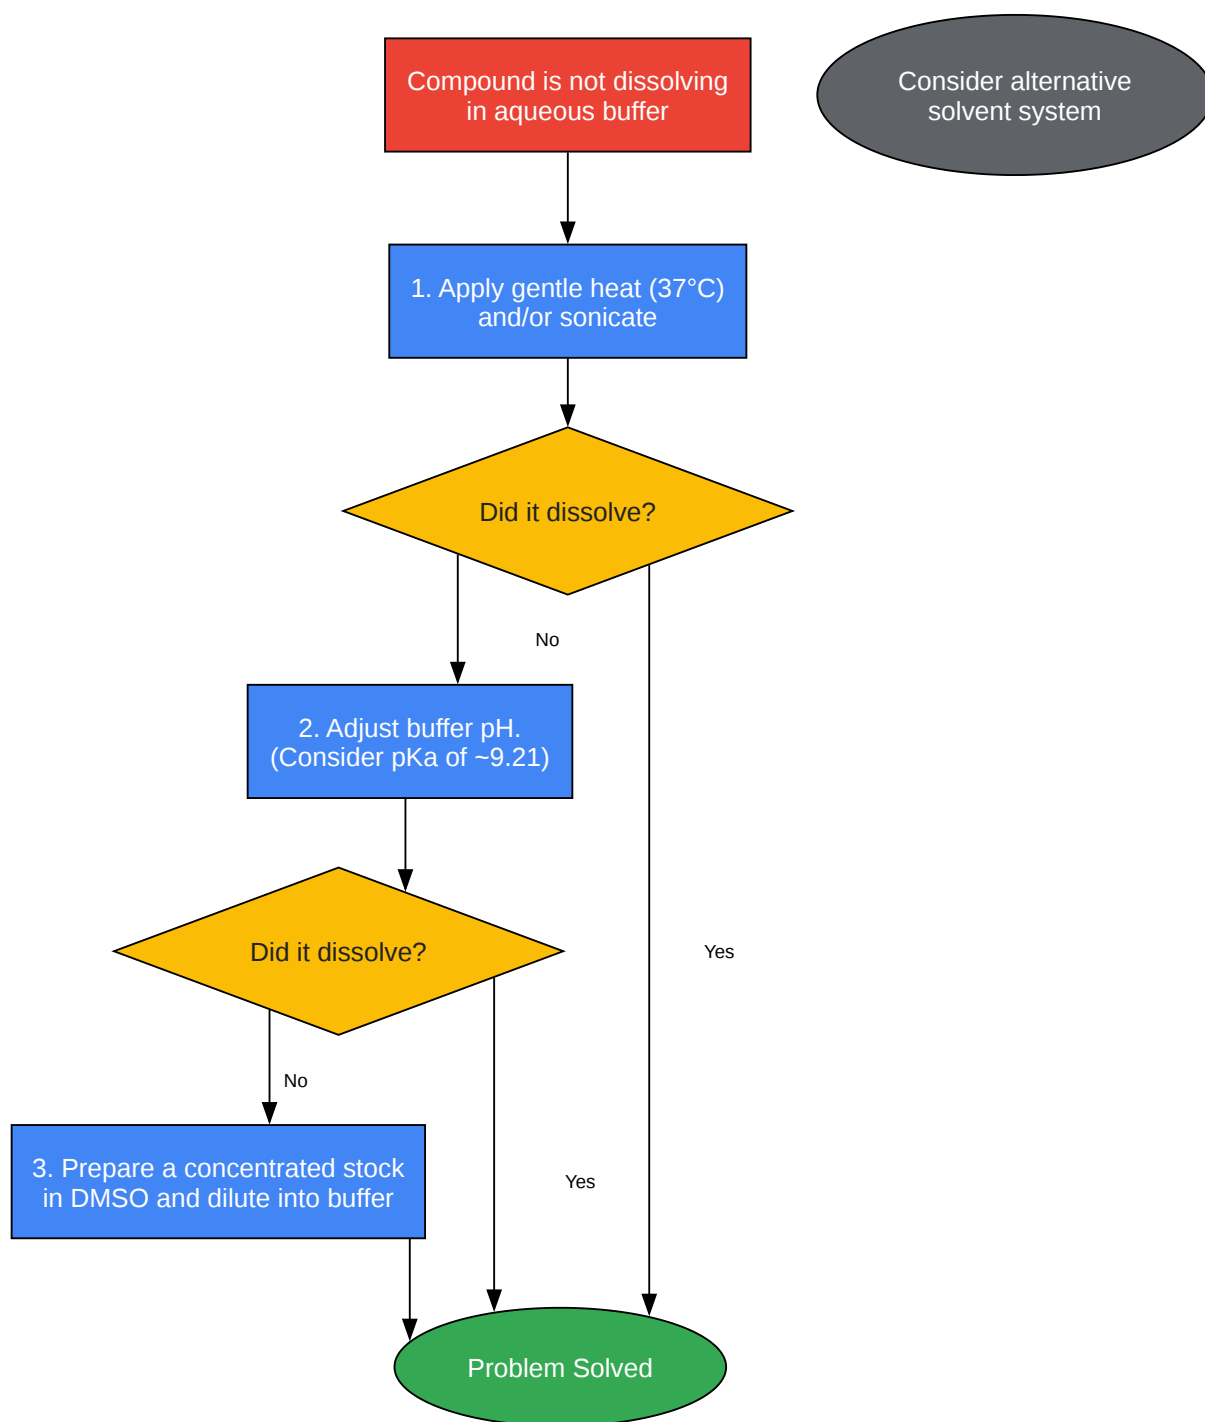 Compound is not dissolving
in aqueous buffer
Consider alternative
solvent system
1. Apply gentle heat (37°C)
and/or sonicate
Did it dissolve?
No
2. Adjust buffer pH.
(Consider pKa of ~9.21)
Yes
Did it dissolve?
No
3. Prepare a concentrated stock
in DMSO and dilute into buffer
Yes
Problem Solved